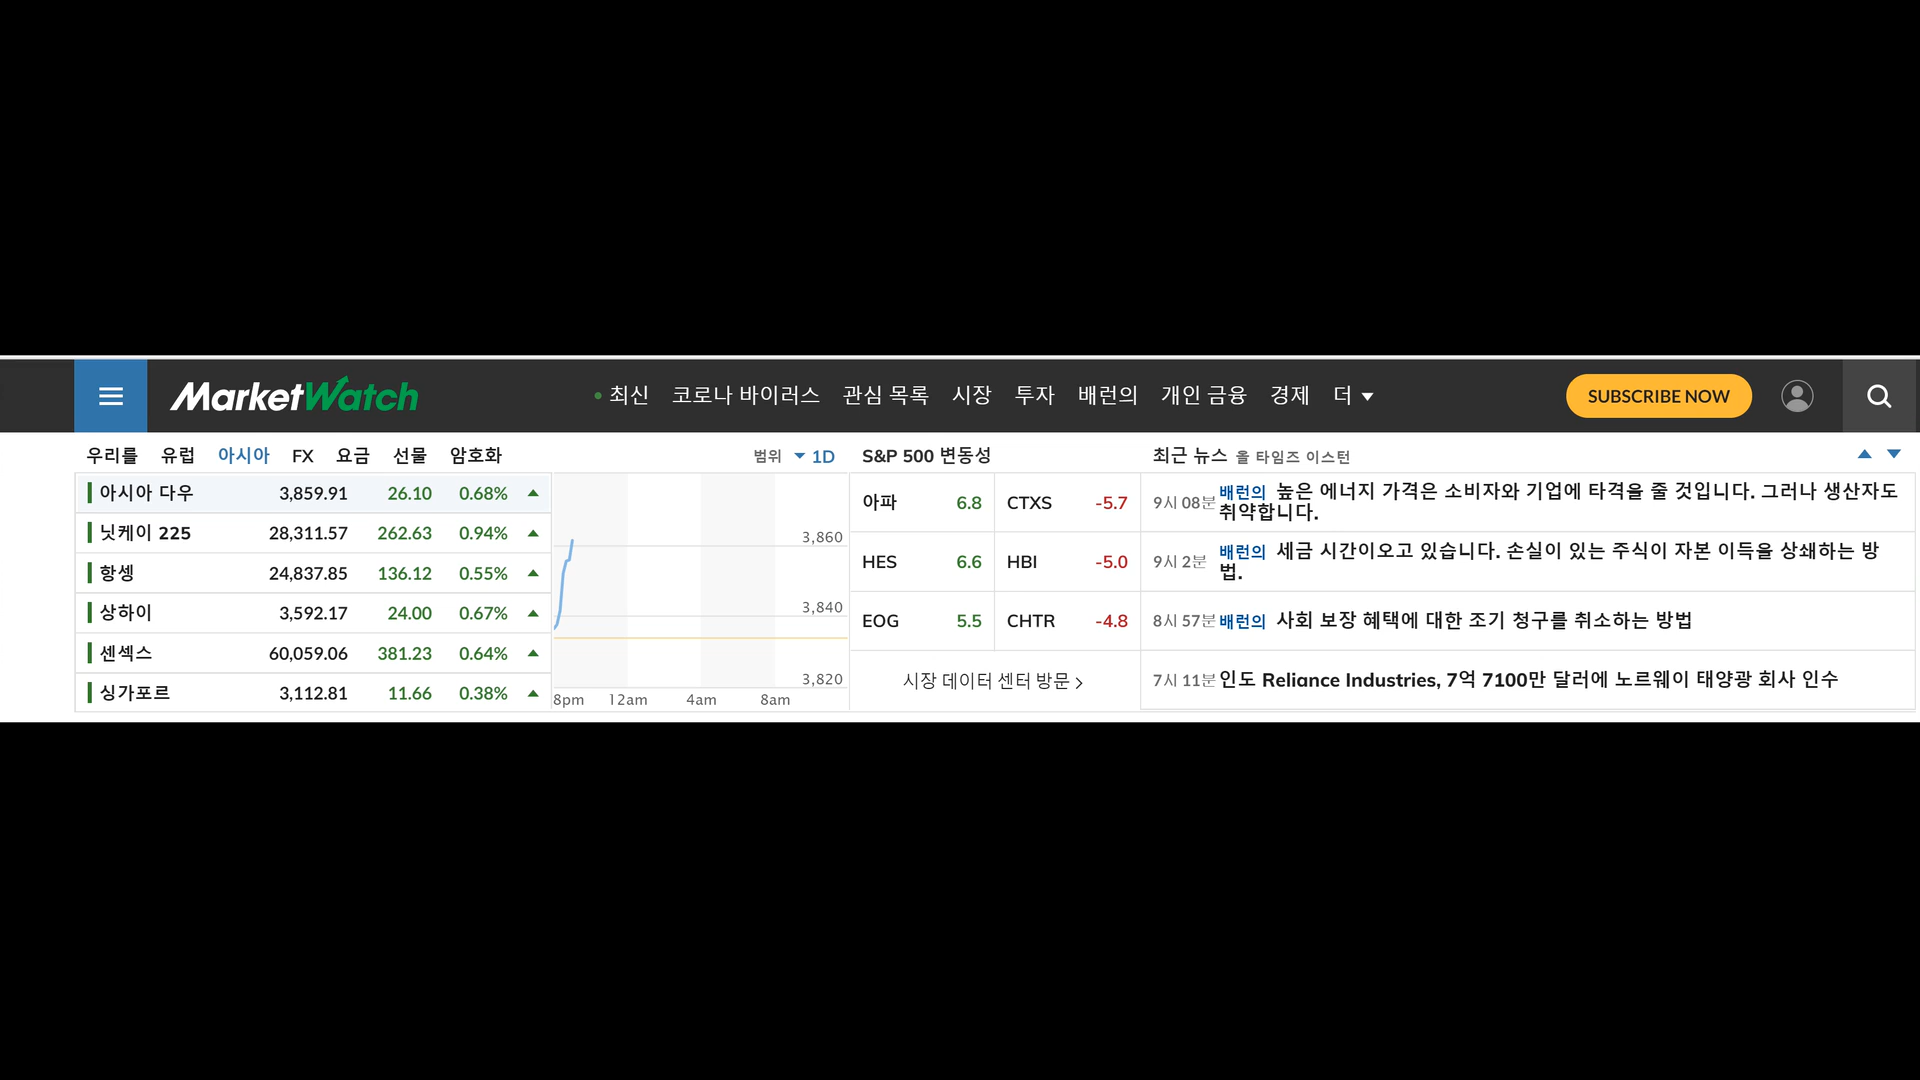 MarketWatch
최신 코로나 바이러스 관심 목록 시장 투자 배런의 개인 금융 경제 더
SUBSCRIBE NOW
우리를 유럽 아시아 FX 요금 선물 암호화
아시아 다우 3,859.91 26.10 0.68%
닛케이 225 28,311.57 262.63 0.94%
항셍 24,837.85 136.12 0.55%
상하이 3,592.17 24.00 0.67%
센섹스 60,059.06 381.23 0.64%
싱가포르 3,112.81 11.66 0.38%
범위 1D
3,860
3,840
3,820
8pm 12am 4am 8am
S&P 500 변동성
아파 6.8 CTXS -5.7
HES 6.6 HBI -5.0
EOG 5.5 CHTR -4.8
시장 데이터 센터 방문
최근 뉴스 올 타임즈 이스턴
9시 08분 배런의 높은 에너지 가격은 소비자와 기업에 타격을 줄 것입니다. 그러나 생산자도
취약합니다.
9시 2분 배런의 세금 시간이오고 있습니다. 손실이 있는 주식이 자본 이득을 상쇄하는 방
법.
8시 57분 배런의 사회 보장 혜택에 대한 조기 청구를 취소하는 방법
7시 11분 인도 Reliance Industries, 7억 7100만 달러에 노르웨이 태양광 회사 인수